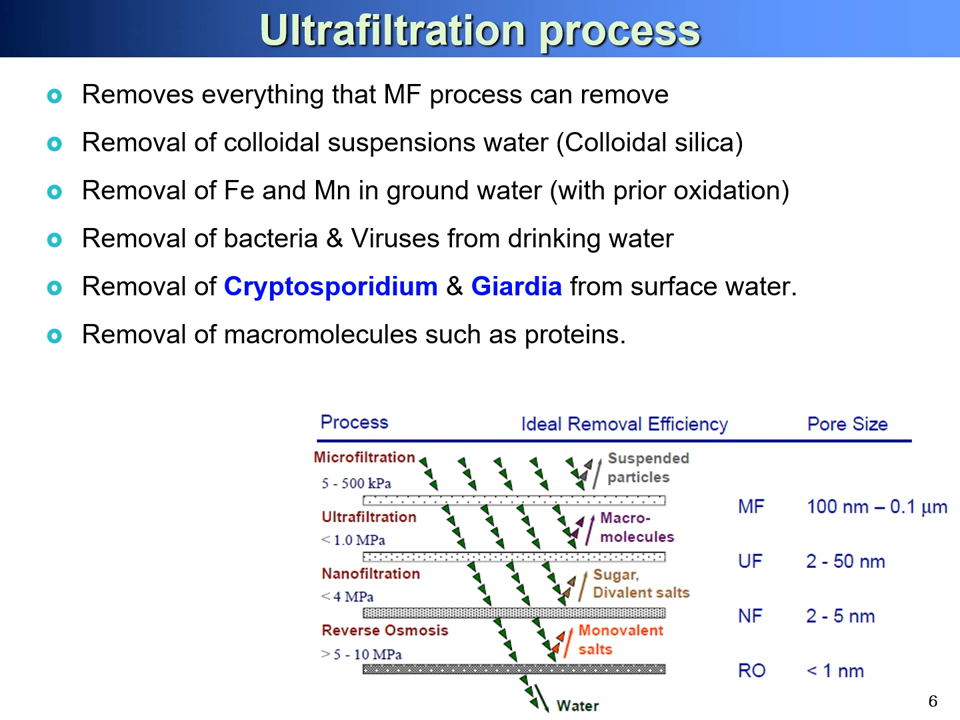 Ultrafiltration process
Removes everything that MF process can remove
Removal of colloidal suspensions water (Colloidal silica)
Removal of Fe and Mn in ground water (with prior oxidation)
Removal of bacteria & Viruses from drinking water
Removal of Cryptosporidium & Giardia from surface water.
Removal of macromolecules such as proteins.
Process Ideal Removal Efficiency Pore Size
Microfiltration
5 - 500 kPa
Suspended
particles
MF 100 nm – 0.1 μm
Ultrafiltration
< 1.0 MPa
Macro-
molecules
UF 2 - 50 nm
Nanofiltration
< 4 MPa
Sugar,
Divalent salts
NF 2 - 5 nm
Reverse Osmosis
> 5 - 10 MPa
Monovalent
salts
RO < 1 nm
Water
6